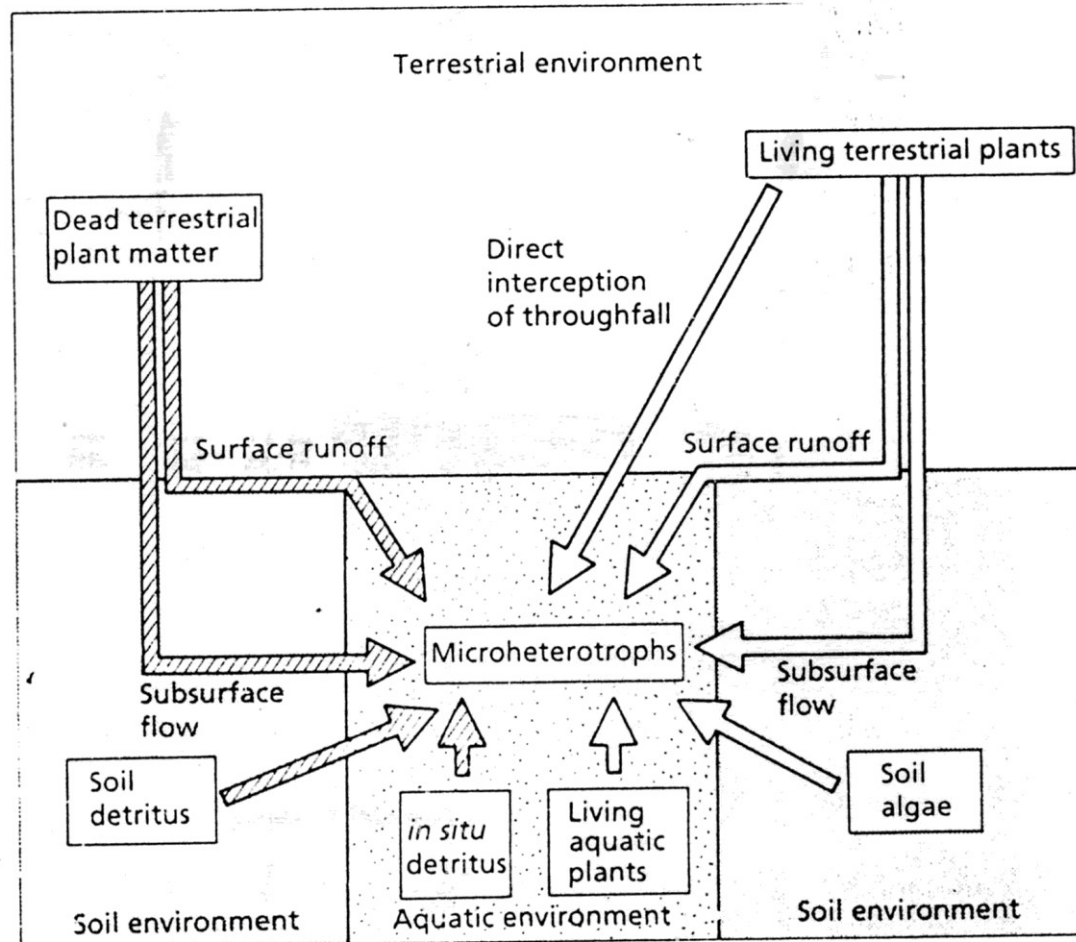 Terrestrial environment
Living terrestrial plants
Dead terrestrial
plant matter
Direct
interception
of throughfall
Surface runoff
Surface runoff
Microheterotrophs
Subsurface
flow
Subsurface
flow
Soil
detritus
in situ
detritus
Living
aquatic
plants
Soil
algae
Soil environment
Aquatic environment
Soil environment